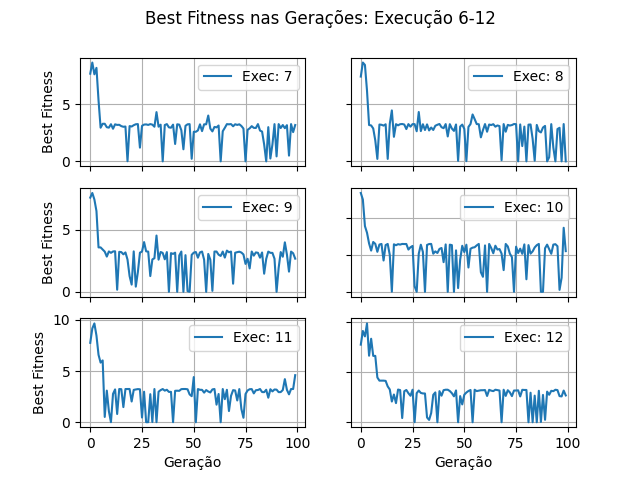 Best Fitness nas Gerações: Execução 6-12
Best Fitness
5
0
Exec: 7
Exec: 8
Best Fitness
5
0
Exec: 9
Exec: 10
Best Fitness
10
5
0
Exec: 11
Exec: 12
0 25 50 75 100
0 25 50 75 100
Geração
Geração